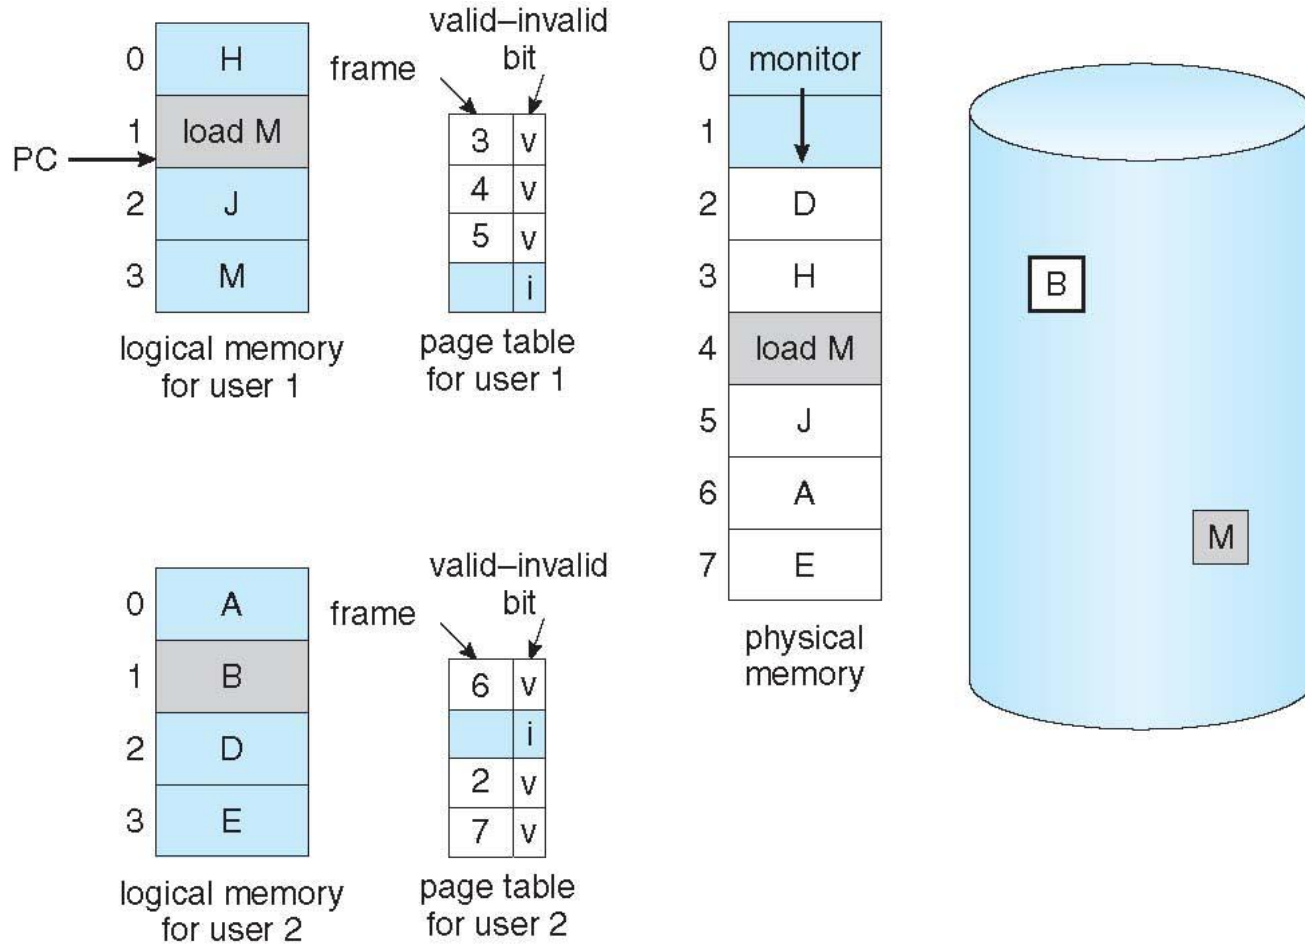 valid–invalid
bit
frame
0 H
1 load M
PC
2 J
3 M
3 v
4 v
5 v
i
logical memory
for user 1
page table
for user 1
valid–invalid
bit
frame
0 A
1 B
2 D
3 E
6 v
i
2 v
7 v
logical memory
for user 2
page table
for user 2
0 monitor
1
2 D
3 H
4 load M
5 J
6 A
7 E
physical
memory
B
M